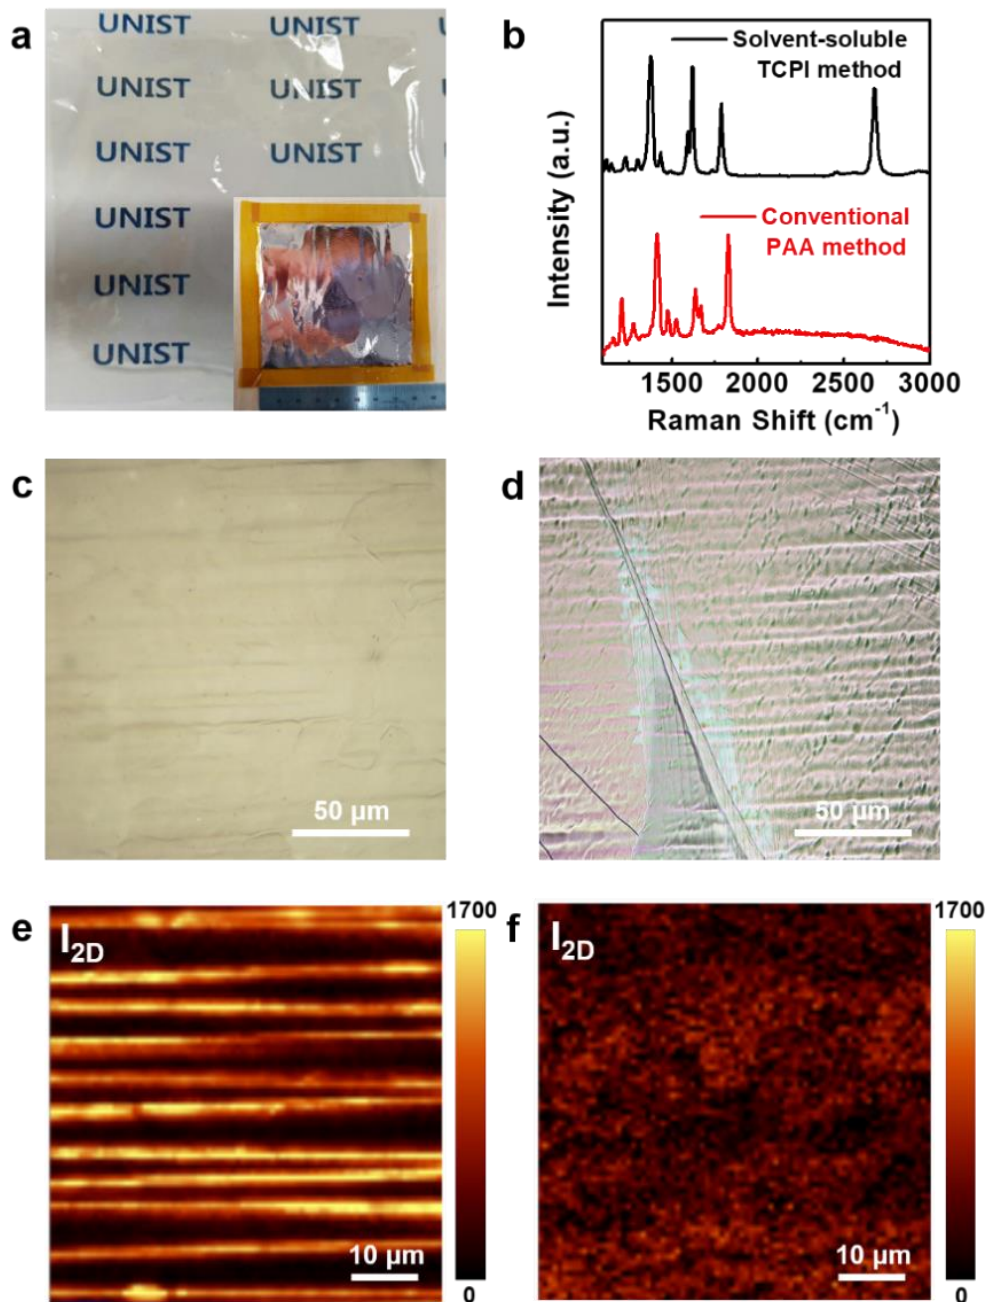 a
UNIST UNIST
UNIST UNIST
UNIST UNIST
UNIST
UNIST
UNIST
b
Solvent-soluble
TCPI method
Conventional
PAA method
Intensity (a.u.)
1500 2000 2500 3000
Raman Shift (cm⁻¹)
c
50 μm
d
50 μm
e
I2D
10 μm
1700
0
f
I2D
10 μm
1700
0